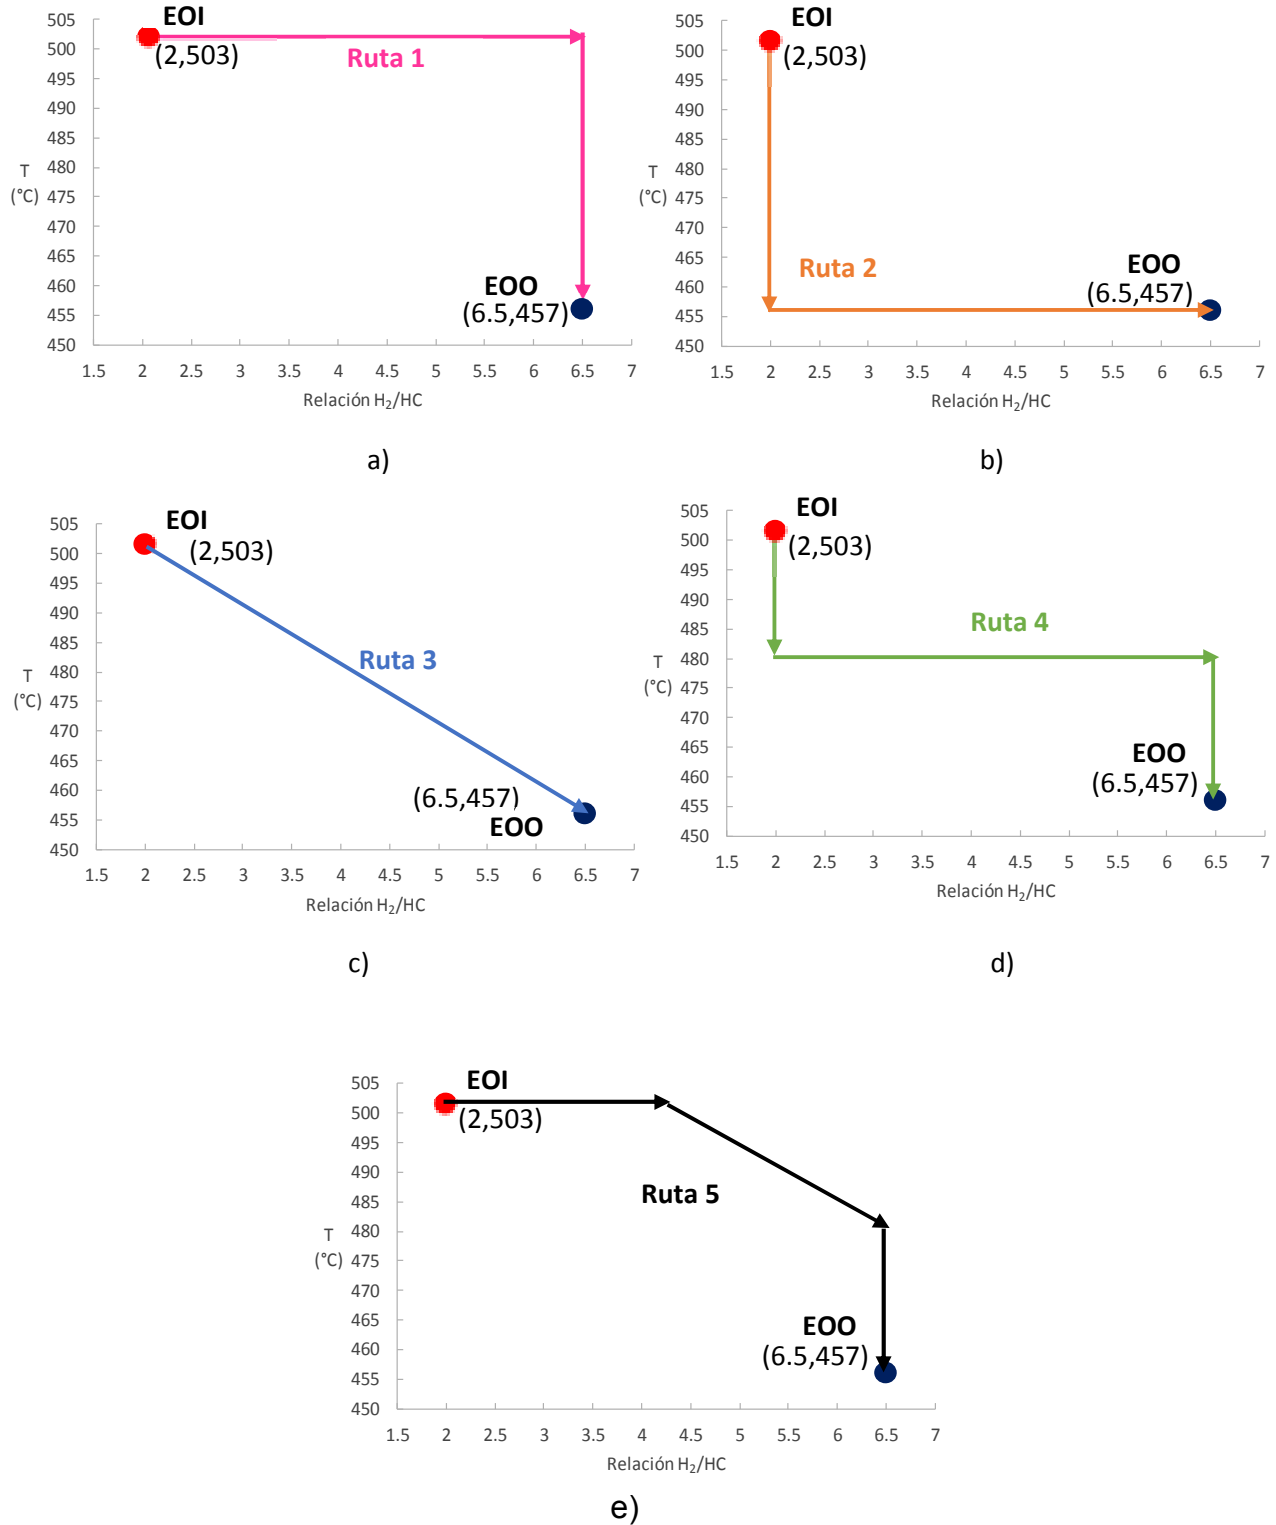 505
500
495
490
485
480
475
470
465
460
455
450
T
(°C)
EOI
(2,503)
Ruta 1
EOO
(6.5,457)
1.5 2 2.5 3 3.5 4 4.5 5 5.5 6 6.5 7
Relación H₂/HC
a)
505
500
495
490
485
480
475
470
465
460
455
450
T
(°C)
EOI
(2,503)
Ruta 2
EOO
(6.5,457)
1.5 2 2.5 3 3.5 4 4.5 5 5.5 6 6.5 7
Relación H₂/HC
b)
505
500
495
490
485
480
475
470
465
460
455
450
T
(°C)
EOI
(2,503)
Ruta 3
(6.5,457)
EOO
1.5 2 2.5 3 3.5 4 4.5 5 5.5 6 6.5 7
Relación H₂/HC
c)
505
500
495
490
485
480
475
470
465
460
455
450
T
(°C)
EOI
(2,503)
Ruta 4
EOO
(6.5,457)
1.5 2 2.5 3 3.5 4 4.5 5 5.5 6 6.5 7
Relación H₂/HC
d)
505
500
495
490
485
480
475
470
465
460
455
450
T
(°C)
EOI
(2,503)
Ruta 5
EOO
(6.5,457)
1.5 2 2.5 3 3.5 4 4.5 5 5.5 6 6.5 7
Relación H₂/HC
e)